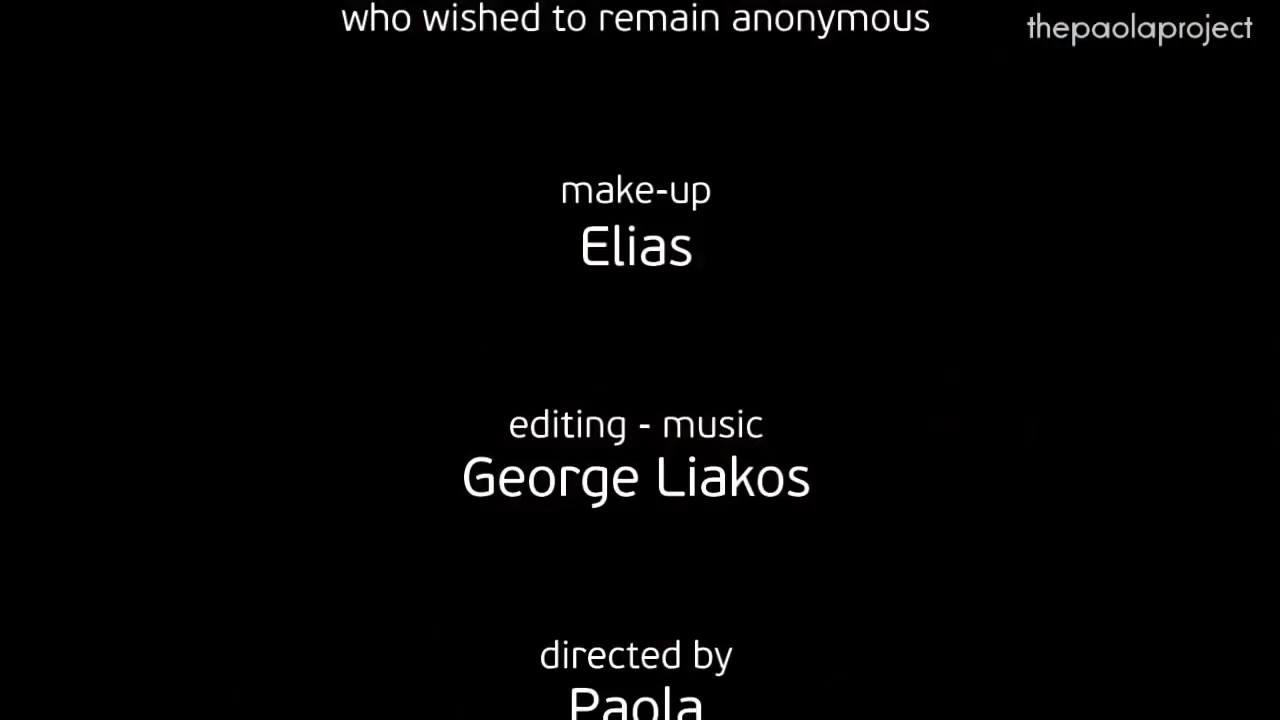 who wished to remain anonymous
thepaolaproject
make-up
Elias
editing - music
George Liakos
directed by
Paola